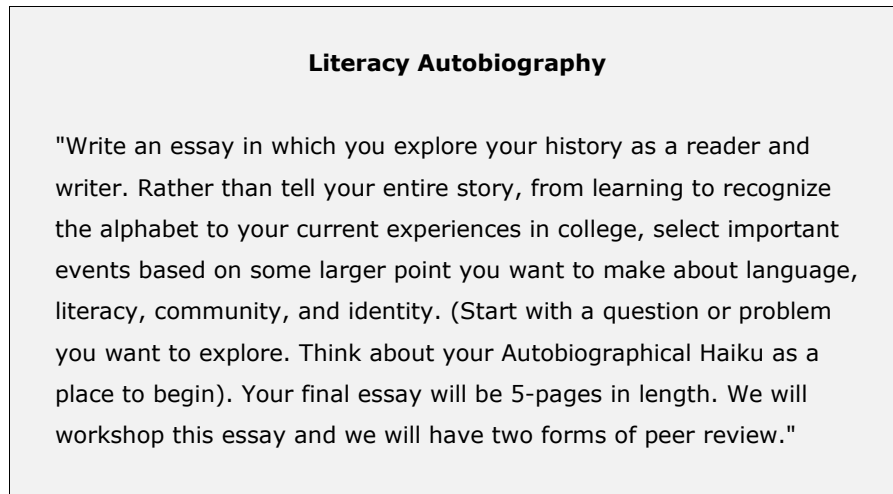 Literacy Autobiography
"Write an essay in which you explore your history as a reader and
writer. Rather than tell your entire story, from learning to recognize
the alphabet to your current experiences in college, select important
events based on some larger point you want to make about language,
literacy, community, and identity. (Start with a question or problem
you want to explore. Think about your Autobiographical Haiku as a
place to begin). Your final essay will be 5-pages in length. We will
workshop this essay and we will have two forms of peer review."